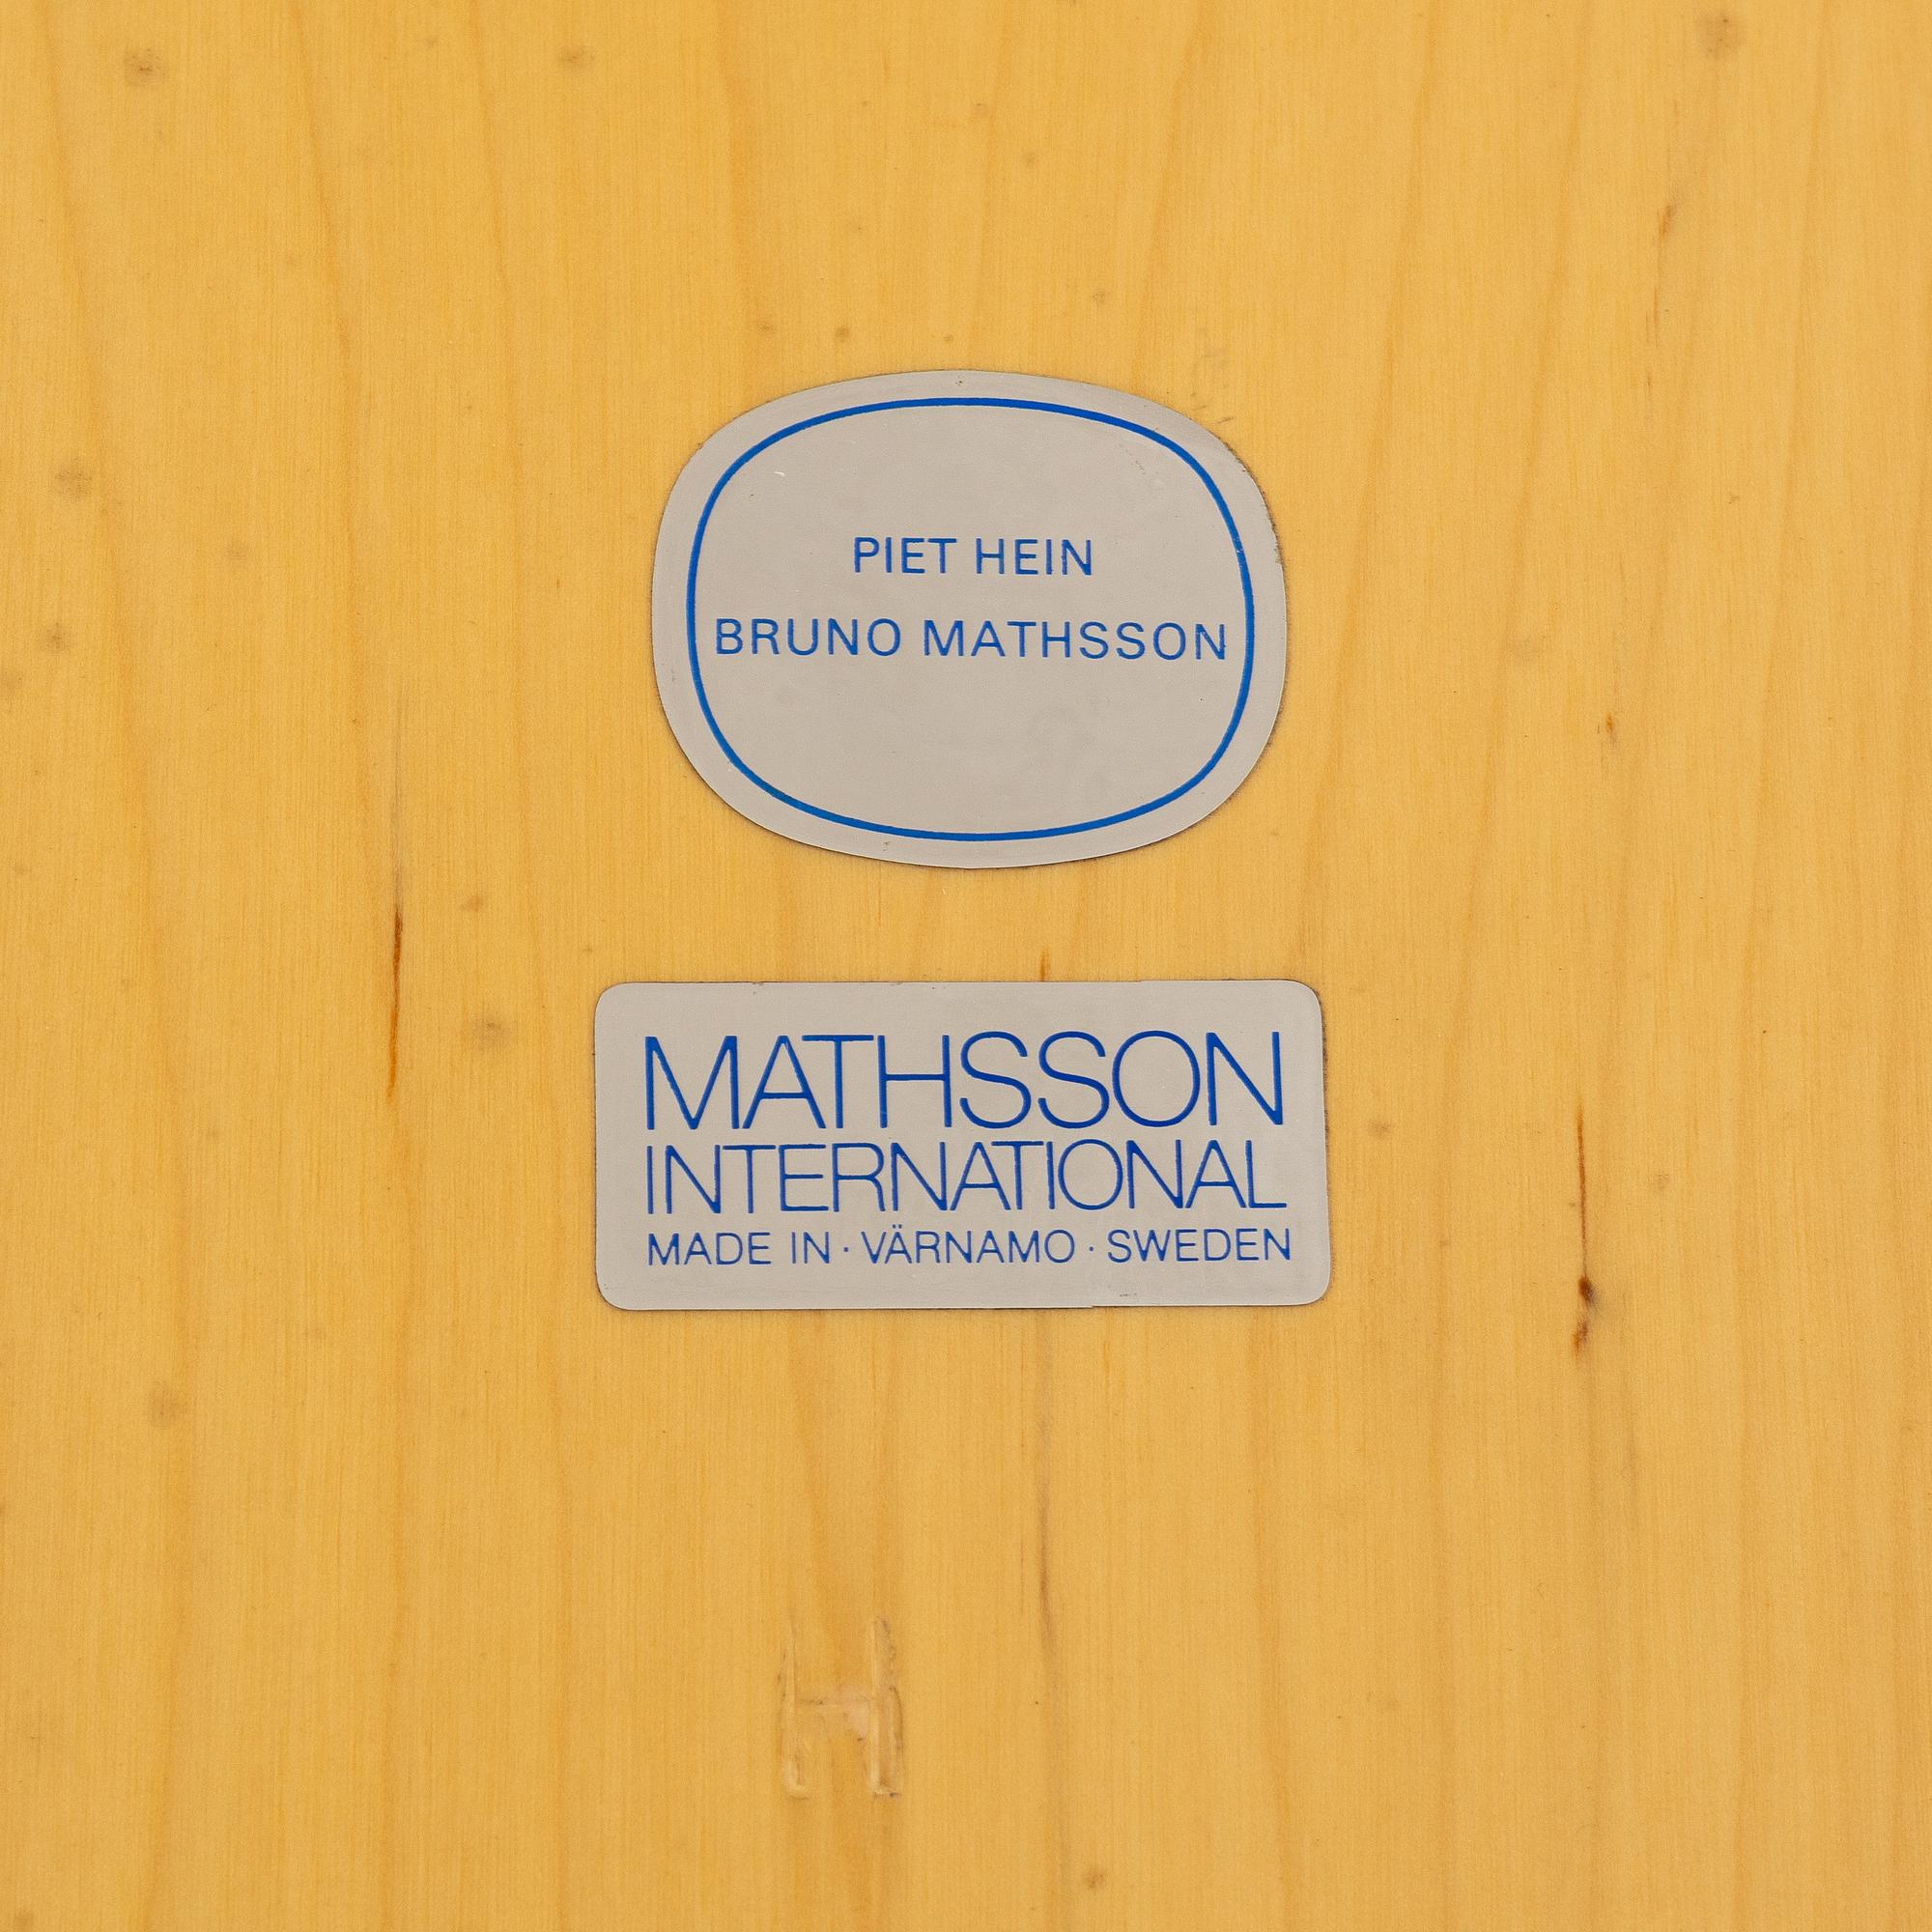 PIET HEIN
BRUNO MATHSSON
MATHSSON
INTERNATIONAL
MADE IN · VÄRNAMO · SWEDEN
H